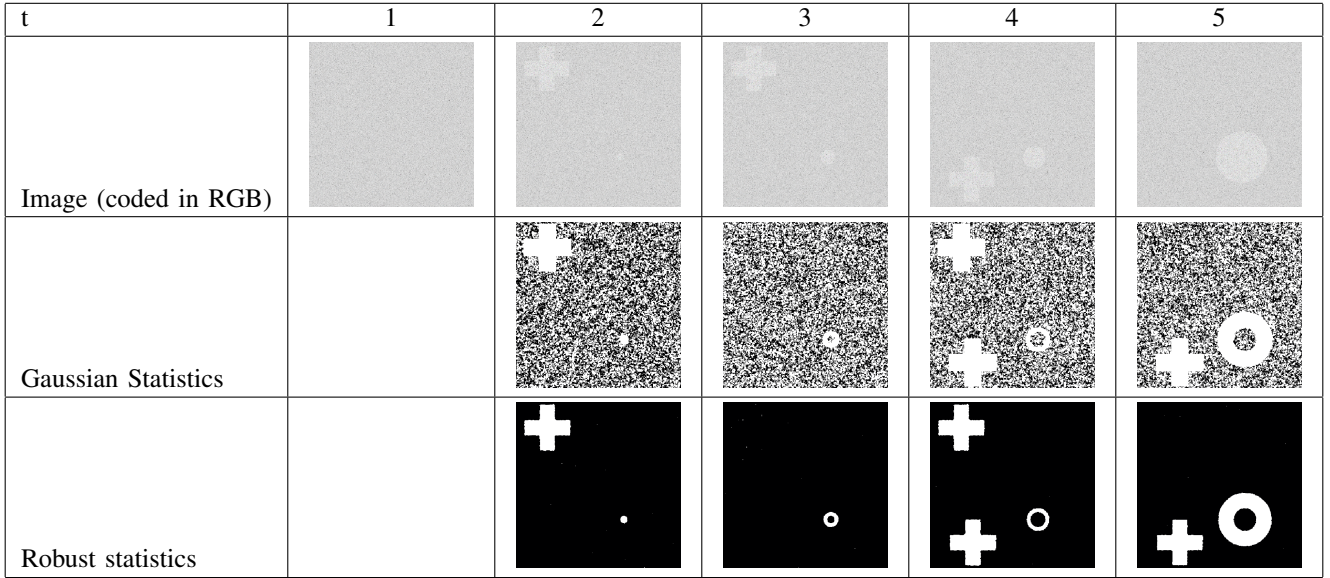 t 1 2 3 4 5
Image (coded in RGB)
Gaussian Statistics
Robust statistics